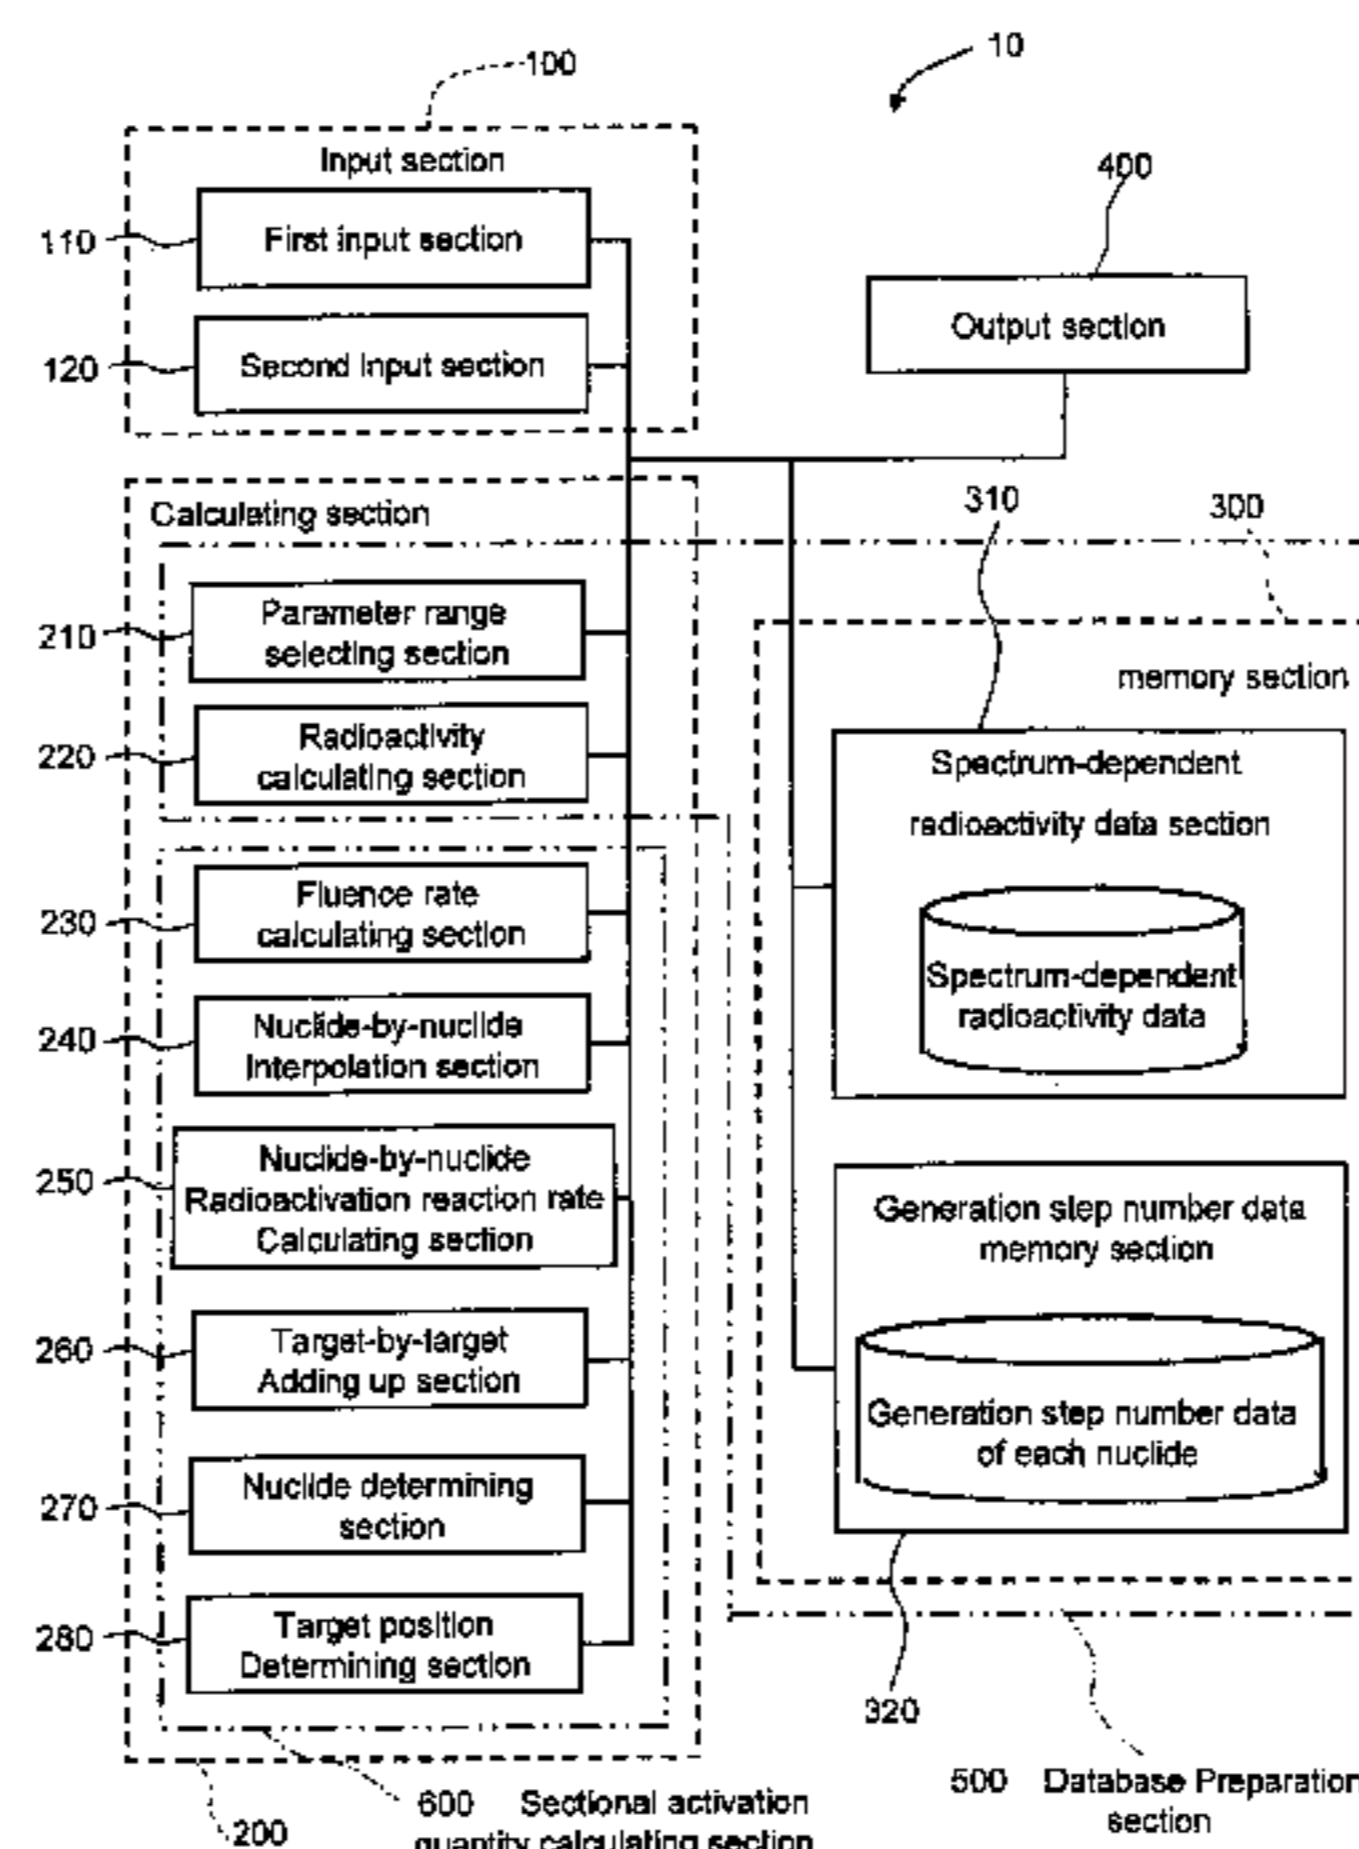 10
100
Input section
110
First input section
120
Second Input section
400
Output section
Calculating section
210
Parameter range
selecting section
220
Radioactivity
calculating section
230
Fluence rate
calculating section
240
Nuclide-by-nuclide
Interpolation section
250
Nuclide-by-nuclide
Radioactivation reaction rate
Calculating section
260
Target-by-target
Adding up section
270
Nuclide determining
section
280
Target position
Determining section
200
600 Sectional activation
quantity calculating section
310
300
memory section
Spectrum-dependent
radioactivity data section
Spectrum-dependent
radioactivity data
Generation step number data
memory section
Generation step number data
of each nuclide
320
500 Database Preparation
section